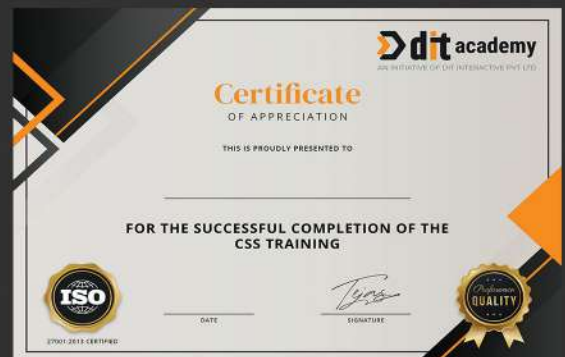 dit academy
AN INITIATIVE OF DIT INTERACTIVE PVT LTD
Certificate
OF APPRECIATION
THIS IS PROUDLY PRESENTED TO
FOR THE SUCCESSFUL COMPLETION OF THE
CSS TRAINING
ISO
27001:2013 CERTIFIED
DATE
Tejas
SIGNATURE
QUALITY